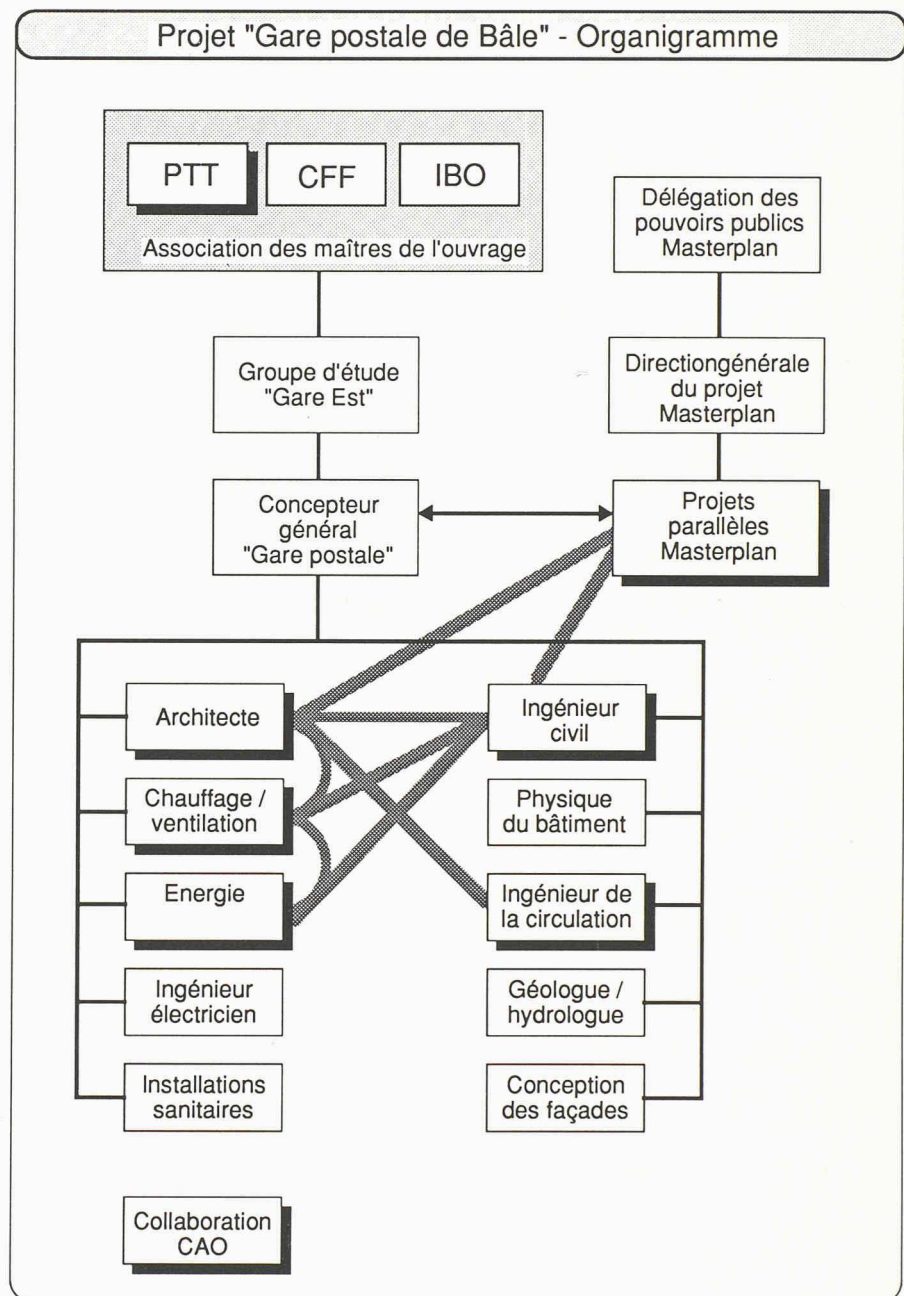 Projet "Gare postale de Bâle" - Organigramme
PTT
CFF
IBO
Association des maîtres de l'ouvrage
Délégation des
pouvoirs publics
Masterplan
Groupe d'étude
"Gare Est"
Directiongénérale
du projet
Masterplan
Concepteur
général
"Gare postale"
Projets
parallèles
Masterplan
Architecte
Ingénieur
civil
Chauffage /
ventilation
Physique
du bâtiment
Energie
Ingénieur de
la circulation
Ingénieur
électricien
Géologue /
hydrologue
Installations
sanitaires
Conception
des façades
Collaboration
CAO